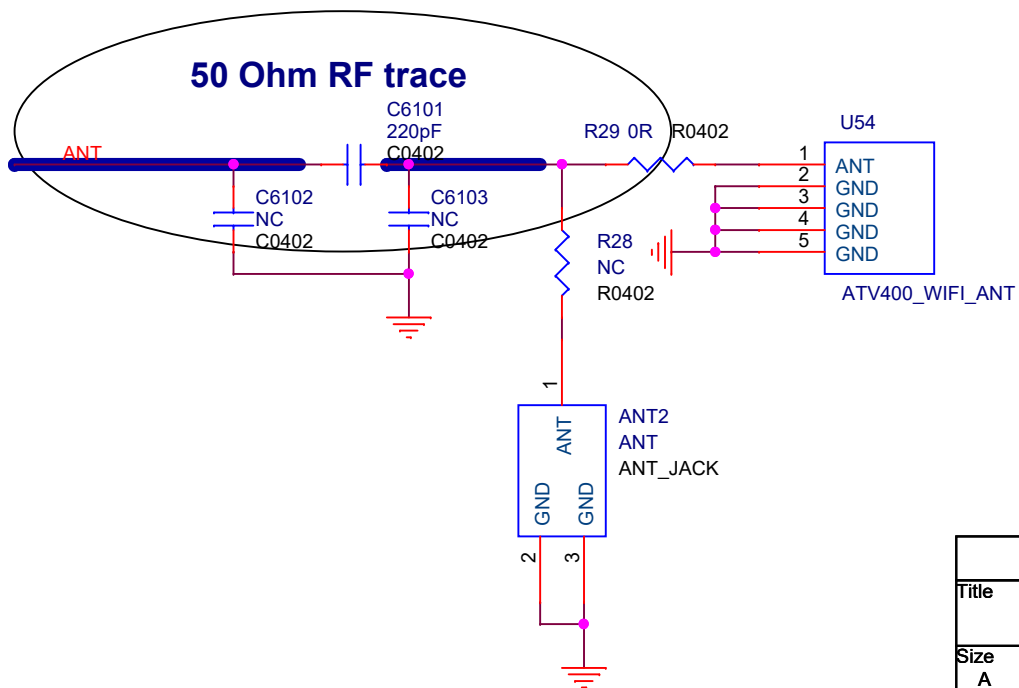 50 Ohm RF trace
C6101
220pF
C0402
ANT
C6102
NC
C0402
C6103
NC
C0402
R29 0R R0402
U54
1 ANT
2 GND
3 GND
4 GND
5 GND
ATV400_WIFI_ANT
R28
NC
R0402
1
ANT
GND
GND
2
3
ANT2
ANT
ANT_JACK
Title
Size
A